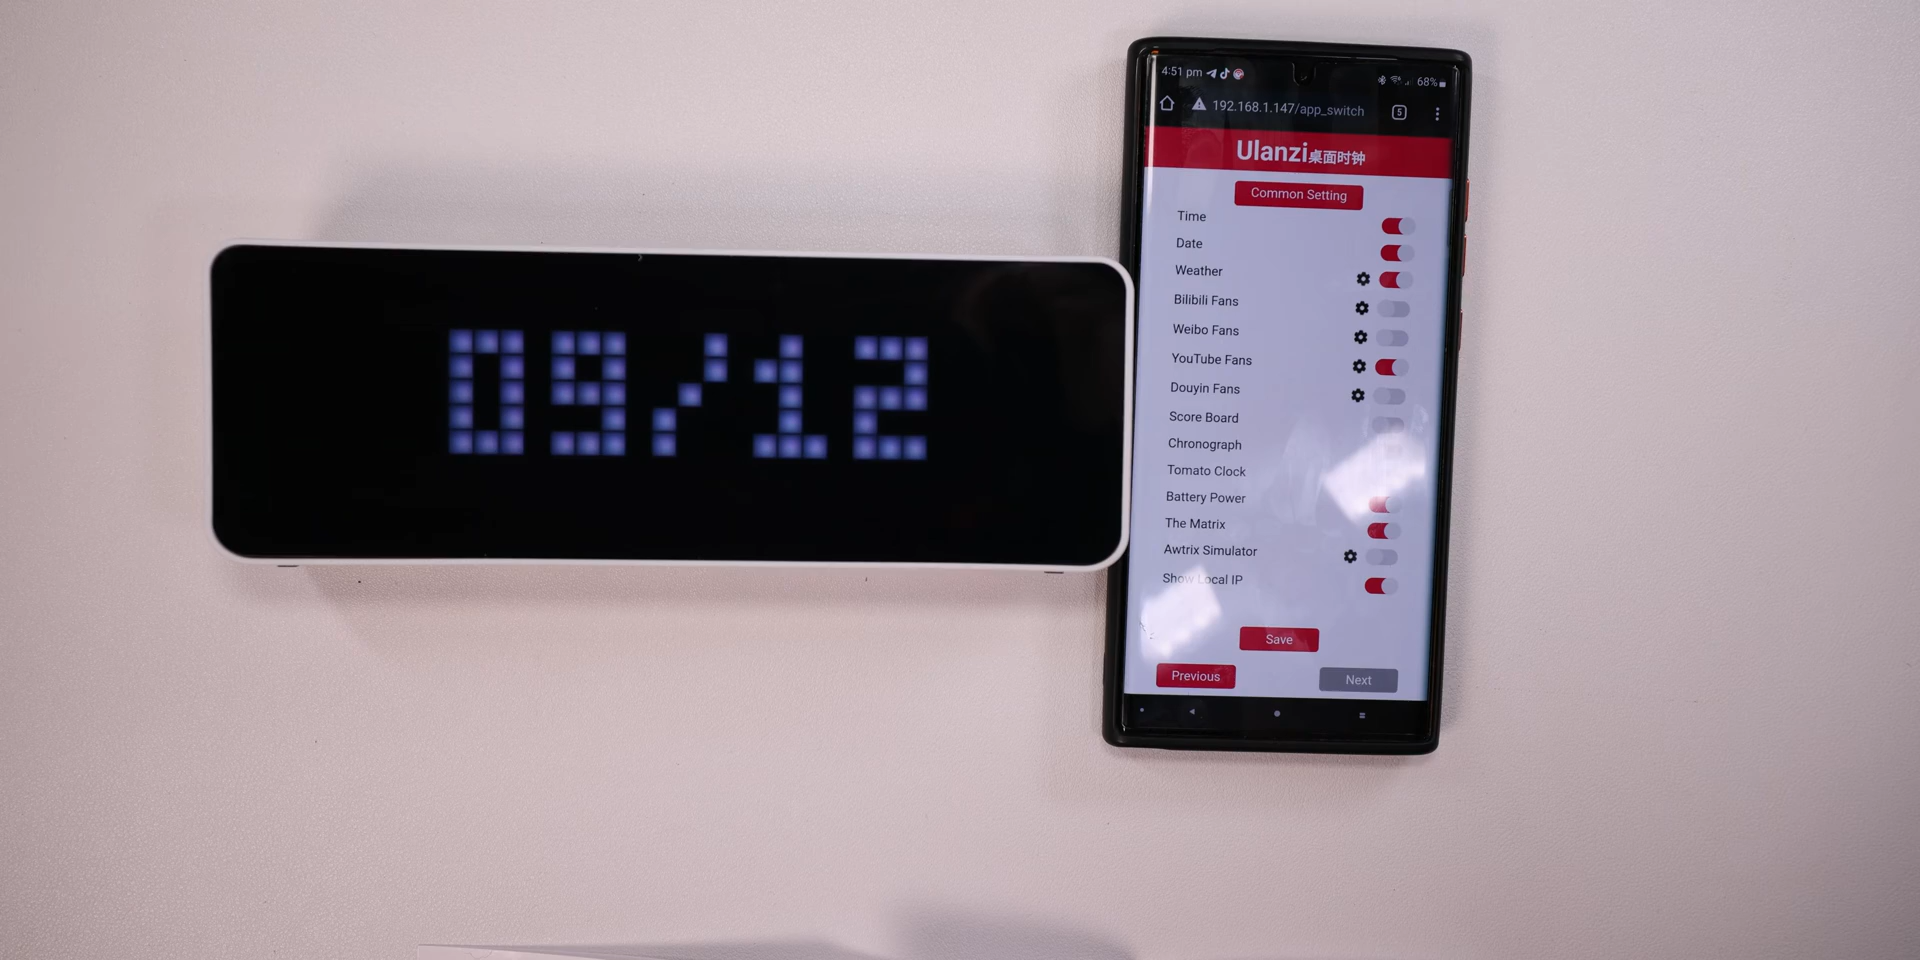 09/12
4:51 pm
68%
192.168.1.147/app_switch
5
Ulanzi桌面时钟
Common Setting
Time
Date
Weather
Bilibili Fans
Weibo Fans
YouTube Fans
Douyin Fans
Score Board
Chronograph
Tomato Clock
Battery Power
The Matrix
Awtrix Simulator
Show Local IP
Save
Previous
Next